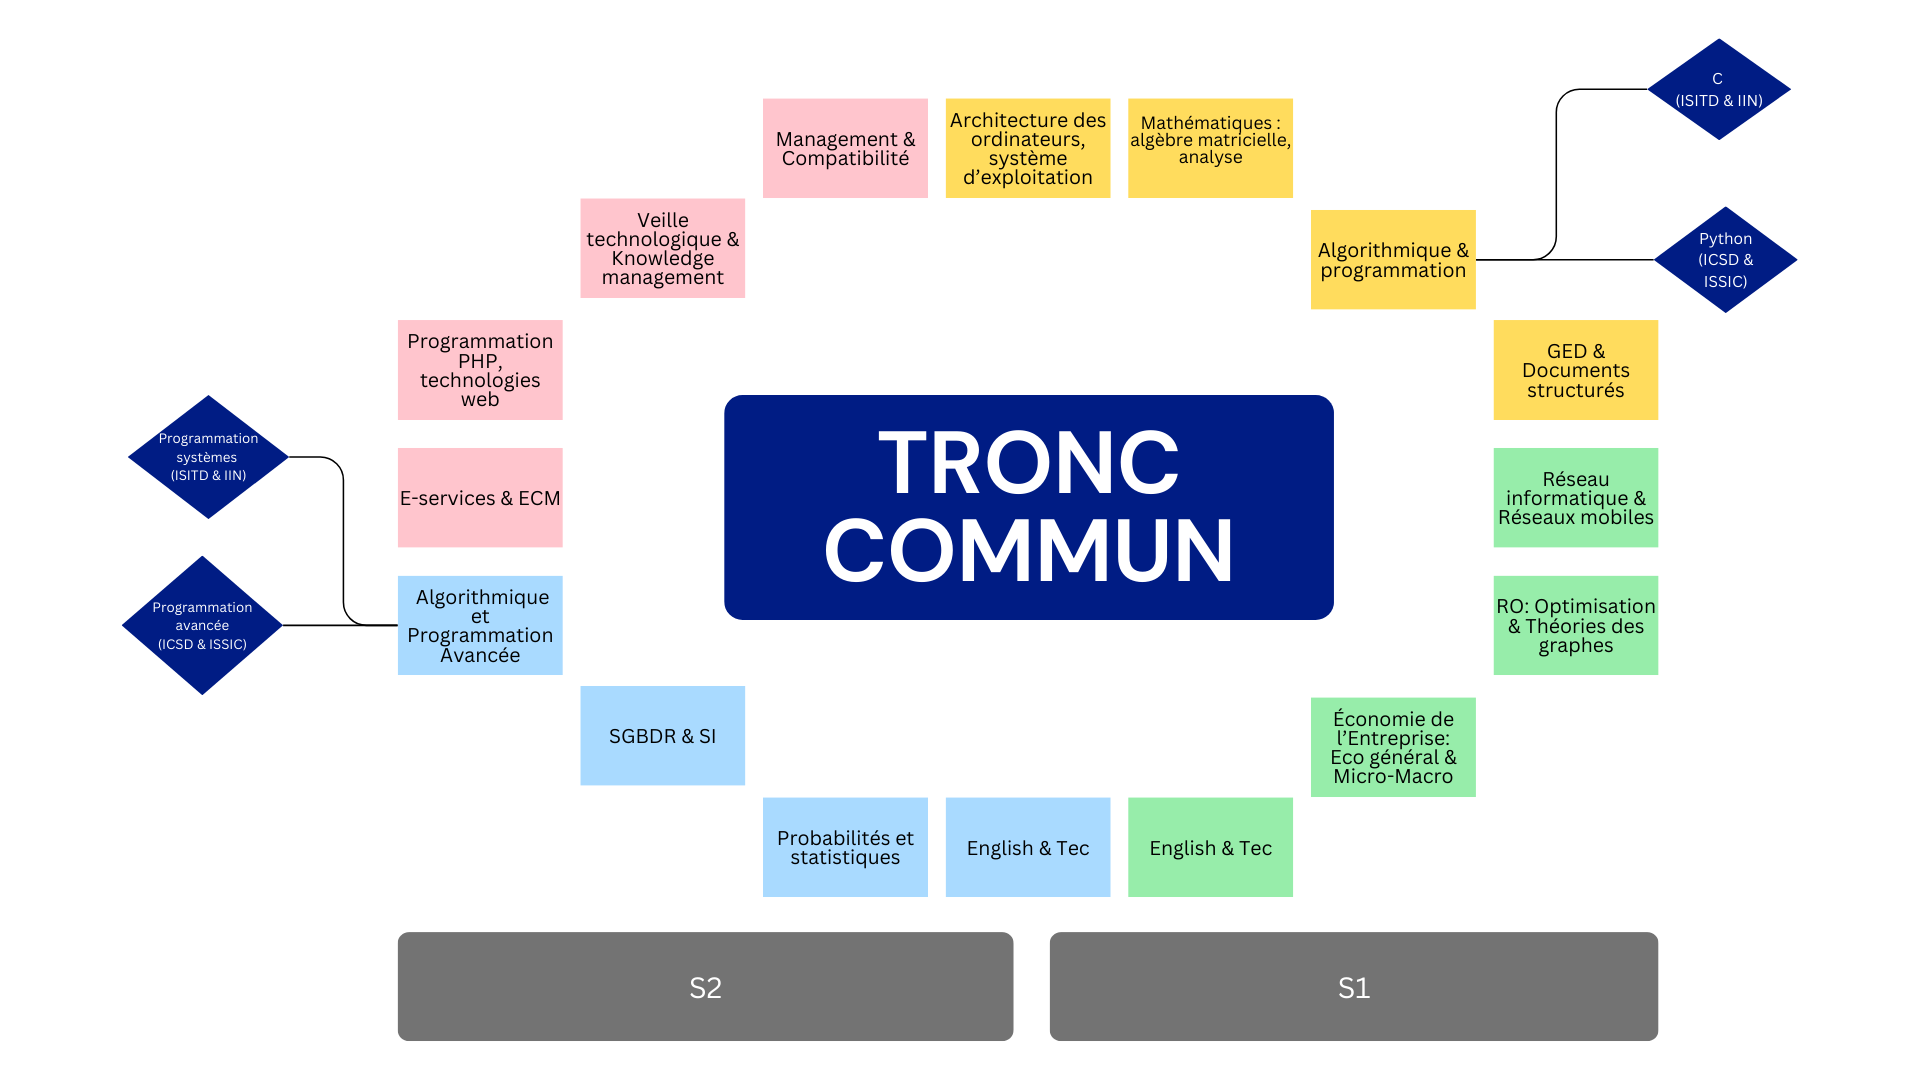 C
(ISITD & IIN)
Management &
Compatibilité
Architecture des
ordinateurs,
système
d’exploitation
Mathématiques :
algèbre matricielle,
analyse
Veille
technologique &
Knowledge
management
Algorithmique &
programmation
Python
(ICSD &
ISSIC)
Programmation
PHP,
technologies
web
GED &
Documents
structurés
Programmation
systèmes
(ISITD & IIN)
E-services & ECM
TRONC
COMMUN
Réseau
informatique &
Réseaux mobiles
Programmation
avancée
(ICSD & ISSIC)
Algorithmique
et
Programmation
Avancée
RO: Optimisation
& Théories des
graphes
SGBDR & SI
Économie de
l’Entreprise:
Eco général &
Micro-Macro
Probabilités et
statistiques
English & Tec
English & Tec
S2
S1